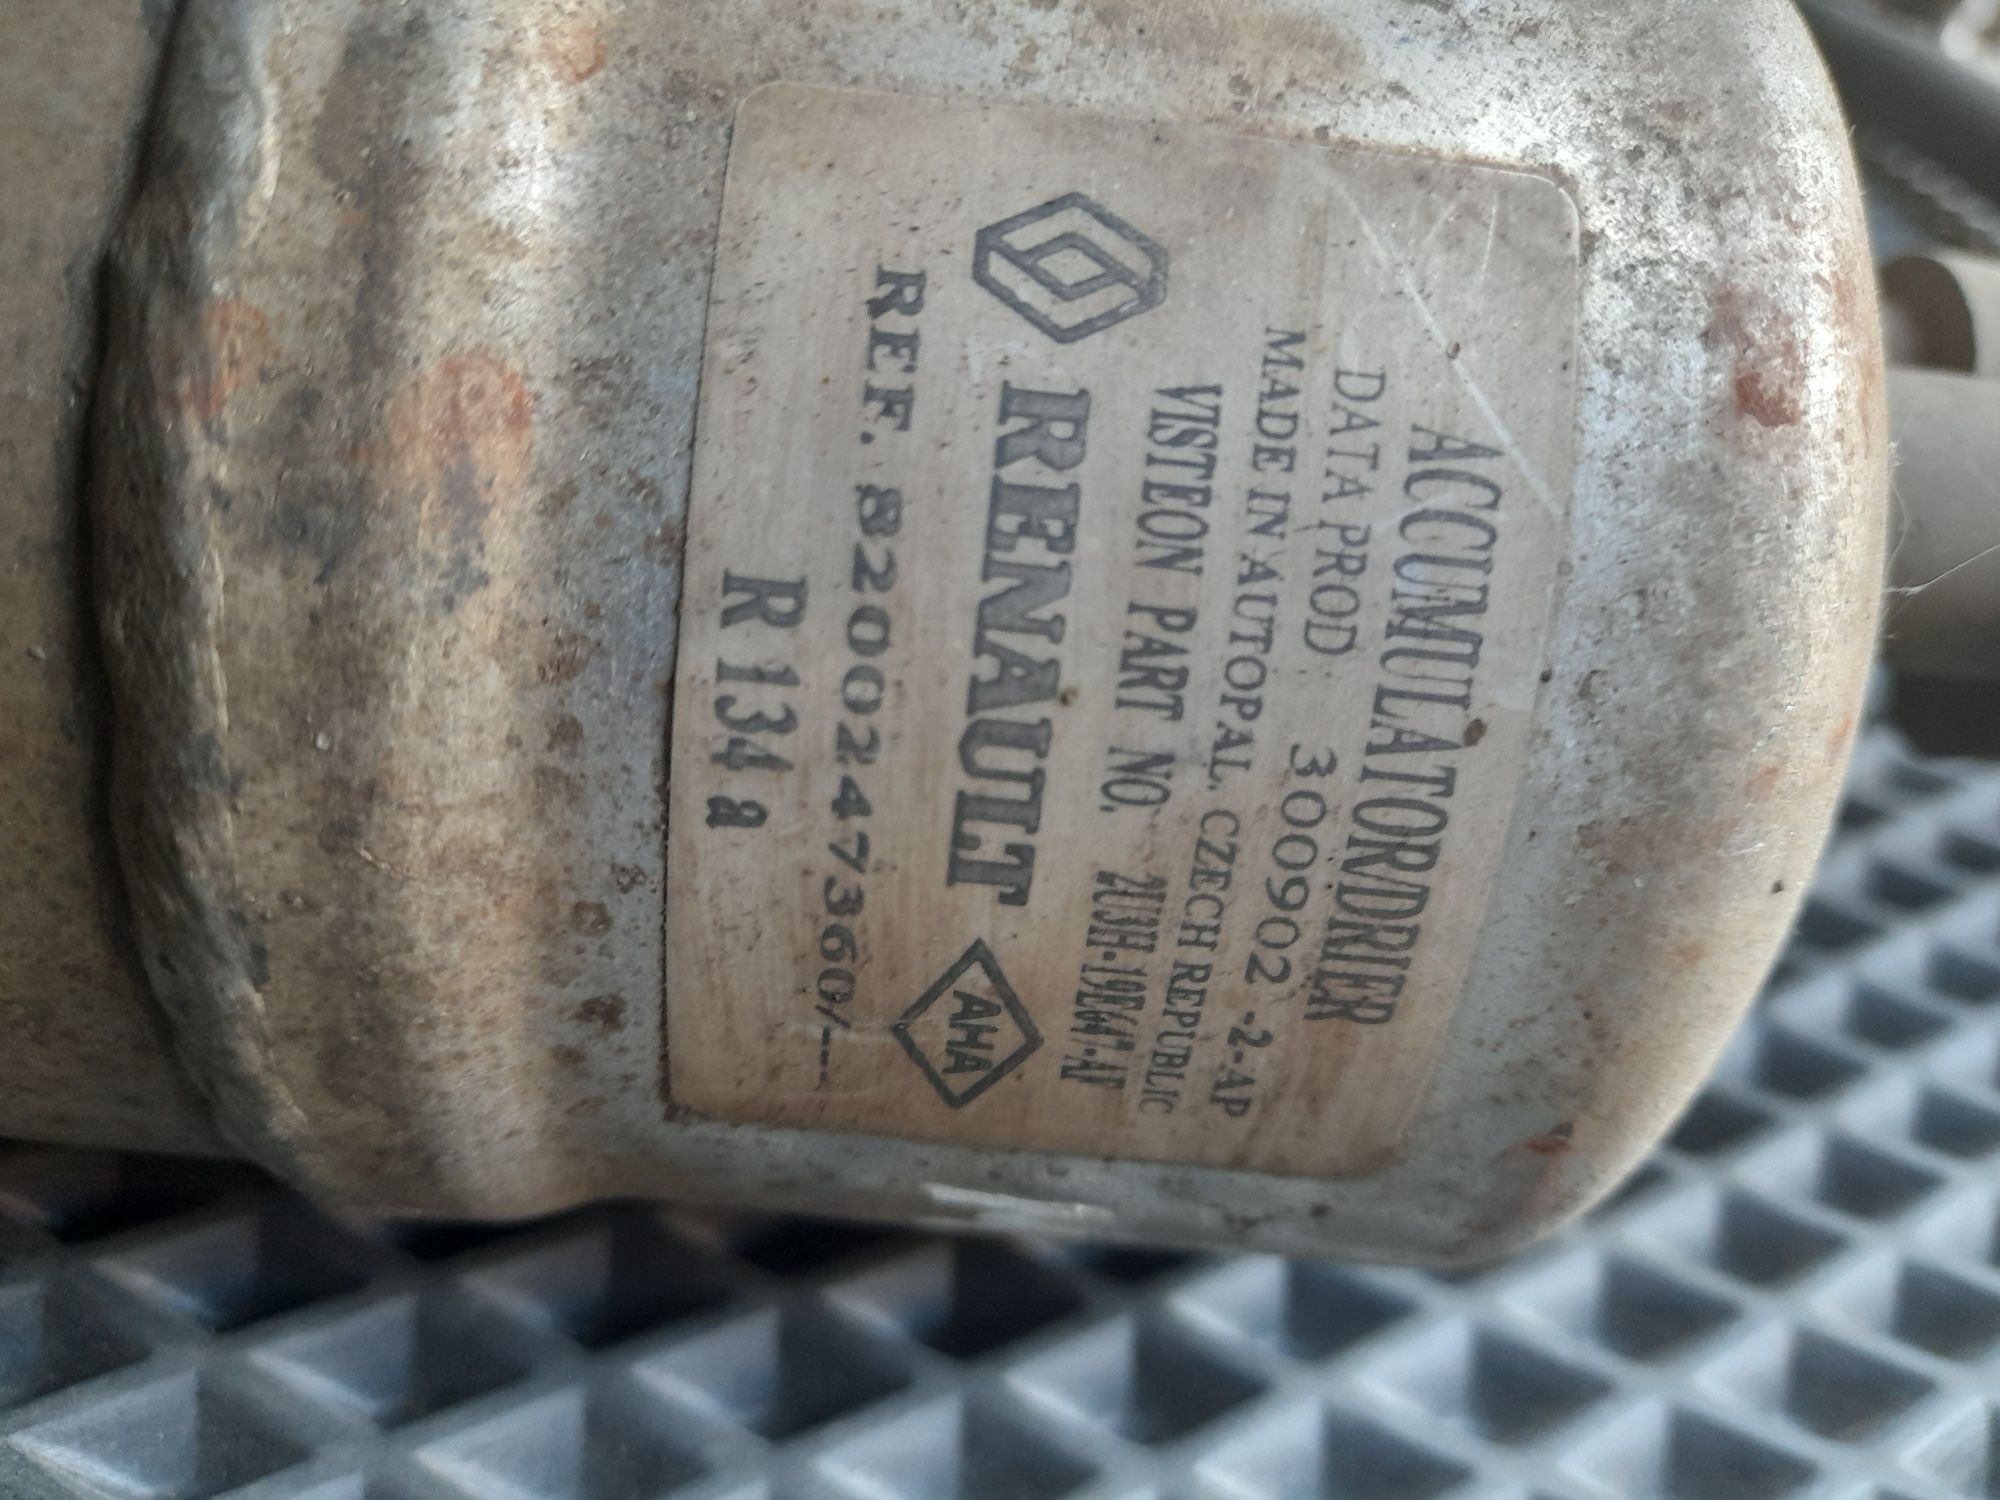 ACCUMULATORDRIER
DATA PROD 300902 -2-AP
MADE IN AUTOPAL, CZECH REPUBLIC
VISTEON PART NO.
RENAULT AHA
REF. 8200247360/---
R 134 a